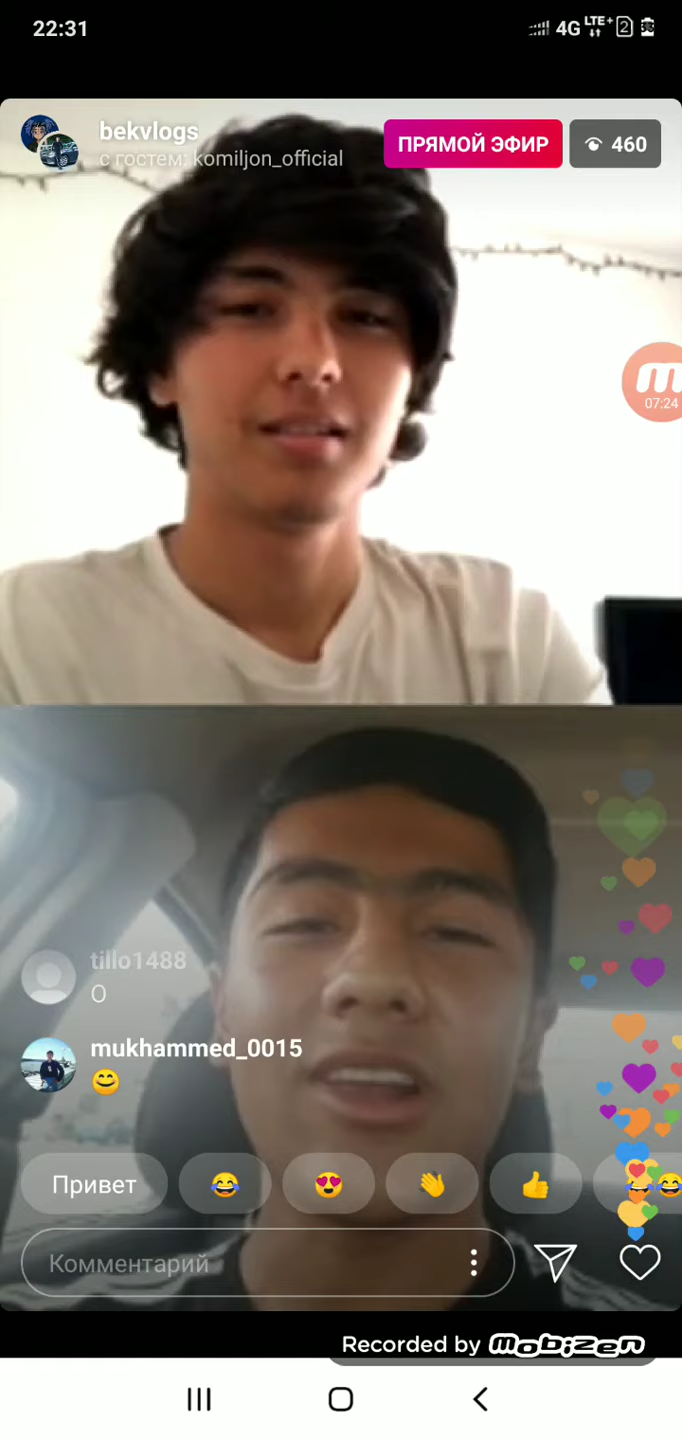 22:31
4G LTE+ 2
bekvlogs
с гостем: komiljon_official
ПРЯМОЙ ЭФИР
460
m
07:24
tillo1488
O
mukhammed_0015
Привет
Комментарий
Recorded by mobizen